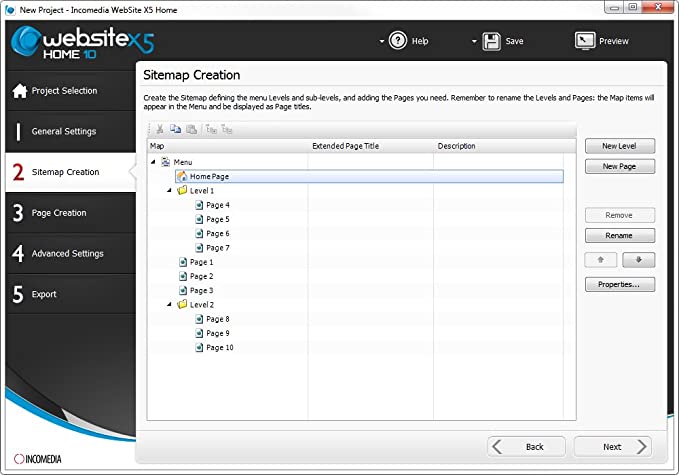 New Project - Incomedia WebSite X5 Home
websitex5
HOME 10
Help
Save
Preview
Project Selection
1 General Settings
2 Sitemap Creation
3 Page Creation
4 Advanced Settings
5 Export
INCOMEDIA
Sitemap Creation
Create the Sitemap defining the menu Levels and sub-levels, and adding the Pages you need. Remember to rename the Levels and Pages: the Map items will
appear in the Menu and be displayed as Page titles.
Map Extended Page Title Description
Menu
Home Page
Level 1
Page 4
Page 5
Page 6
Page 7
Page 1
Page 2
Page 3
Level 2
Page 8
Page 9
Page 10
New Level
New Page
Remove
Rename
Properties...
Back
Next